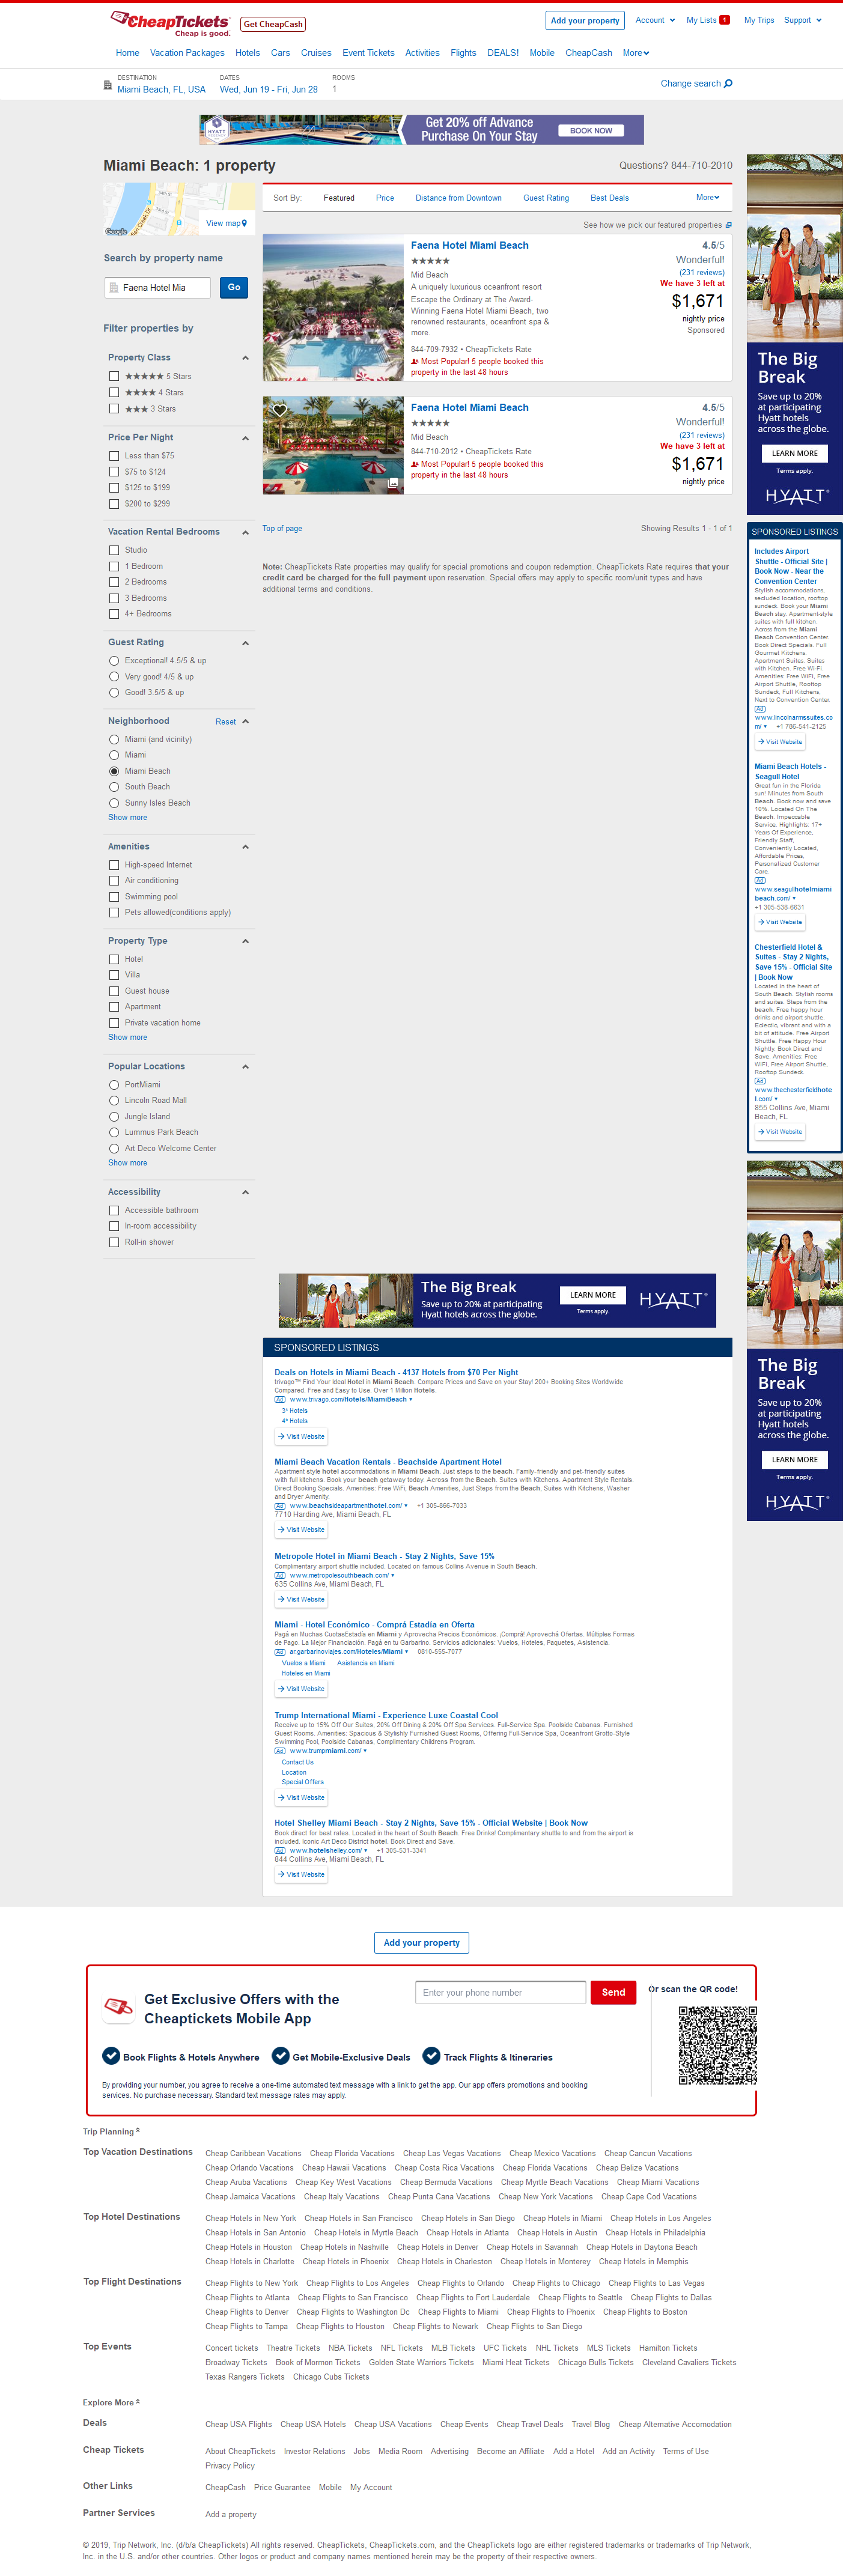 CheapTickets
Cheap is good.
Get CheapCash
Add your property
Account
My Lists 1
My Trips
Support
Home Vacation Packages Hotels Cars Cruises Event Tickets Activities Flights DEALS! Mobile CheapCash More
DESTINATION
Miami Beach, FL, USA
DATES
Wed, Jun 19 - Fri, Jun 28
ROOMS
1
Change search
HYATT
Get 20% off Advance
Purchase On Your Stay
BOOK NOW
Miami Beach: 1 property
Questions? 844-710-2010
Google
View map
Search by property name
Faena Hotel Mia
Go
Filter properties by
Property Class
5 Stars
4 Stars
3 Stars
Price Per Night
Less than $75
$75 to $124
$125 to $199
$200 to $299
Vacation Rental Bedrooms
Studio
1 Bedroom
2 Bedrooms
3 Bedrooms
4+ Bedrooms
Guest Rating
Exceptional! 4.5/5 & up
Very good! 4/5 & up
Good! 3.5/5 & up
Neighborhood
Reset
Miami (and vicinity)
Miami
Miami Beach
South Beach
Sunny Isles Beach
Show more
Amenities
High-speed Internet
Air conditioning
Swimming pool
Pets allowed(conditions apply)
Property Type
Hotel
Villa
Guest house
Apartment
Private vacation home
Show more
Popular Locations
PortMiami
Lincoln Road Mall
Jungle Island
Lummus Park Beach
Art Deco Welcome Center
Show more
Accessibility
Accessible bathroom
In-room accessibility
Roll-in shower
Sort By: Featured Price Distance from Downtown Guest Rating Best Deals More
See how we pick our featured properties
Faena Hotel Miami Beach
Mid Beach
A uniquely luxurious oceanfront resort
Escape the Ordinary at The Award-
Winning Faena Hotel Miami Beach, two
renowned restaurants, oceanfront spa &
more.
844-709-7932 • CheapTickets Rate
Most Popular! 5 people booked this
property in the last 48 hours
4.5/5
Wonderful!
(231 reviews)
We have 3 left at
$1,671
nightly price
Sponsored
Faena Hotel Miami Beach
Mid Beach
844-710-2012 • CheapTickets Rate
Most Popular! 5 people booked this
property in the last 48 hours
4.5/5
Wonderful!
(231 reviews)
We have 3 left at
$1,671
nightly price
Top of page
Showing Results 1 - 1 of 1
Note: CheapTickets Rate properties may qualify for special promotions and coupon redemption. CheapTickets Rate requires that your
credit card be charged for the full payment upon reservation. Special offers may apply to specific room/unit types and have
additional terms and conditions.
The Big
Break
Save up to 20%
at participating
Hyatt hotels
across the globe.
LEARN MORE
Terms apply.
HYATT
SPONSORED LISTINGS
Includes Airport
Shuttle - Official Site |
Book Now - Near the
Convention Center
Stylish accommodations,
secluded location, rooftop
sundeck. Book your Miami
Beach stay. Apartment-style
suites with full kitchen.
Across from the Miami
Beach Convention Center.
Book Direct Specials. Full
Gourmet Kitchens.
Apartment Suites. Suites
with Kitchen. Free Wi-Fi.
Amenities: Free WiFi, Free
Airport Shuttle, Rooftop
Sundeck, Full Kitchens,
Next to Convention Center.
Ad
www.lincolnarmssuites.co
m/ +1 786-541-2125
Visit Website
Miami Beach Hotels -
Seagull Hotel
Great fun in the Florida
sun! Minutes from South
Beach. Book now and save
10%. Located On The
Beach. Impeccable
Service. Highlights: 17+
Years Of Experience,
Friendly Staff,
Conveniently Located,
Affordable Prices,
Personalized Customer
Care.
Ad
www.seagullhotelmiami
beach.com/
+1 305-538-6631
Visit Website
Chesterfield Hotel &
Suites - Stay 2 Nights,
Save 15% - Official Site
| Book Now
Located in the heart of
South Beach. Stylish rooms
and suites. Steps from the
beach. Free happy hour
drinks and airport shuttle.
Eclectic, vibrant and with a
bit of attitude. Free Airport
Shuttle. Free Happy Hour
Nightly. Book Direct and
Save. Amenities: Free
WiFi, Free Airport Shuttle,
Rooftop Sundeck.
Ad
www.thechesterfieldhote
l.com/
855 Collins Ave, Miami
Beach, FL
Visit Website
The Big
Break
Save up to 20%
at participating
Hyatt hotels
across the globe.
LEARN MORE
Terms apply.
HYATT
The Big Break
Save up to 20% at participating
Hyatt hotels across the globe.
LEARN MORE
Terms apply.
HYATT
SPONSORED LISTINGS
Deals on Hotels in Miami Beach - 4137 Hotels from $70 Per Night
trivago™ Find Your Ideal Hotel in Miami Beach. Compare Prices and Save on your Stay! 200+ Booking Sites Worldwide
Compared. Free and Easy to Use. Over 1 Million Hotels.
Ad www.trivago.com/Hotels/MiamiBeach
3* Hotels
4* Hotels
Visit Website
Miami Beach Vacation Rentals - Beachside Apartment Hotel
Apartment style hotel accommodations in Miami Beach. Just steps to the beach. Family-friendly and pet-friendly suites
with full kitchens. Book your beach getaway today. Across from the Beach. Suites with Kitchens. Apartment Style Rentals.
Direct Booking Specials. Amenities: Free WiFi, Beach Amenities, Just Steps from the Beach, Suites with Kitchens, Washer
and Dryer Amenity.
Ad www.beachsideapartmenthotel.com/ +1 305-866-7033
7710 Harding Ave, Miami Beach, FL
Visit Website
Metropole Hotel in Miami Beach - Stay 2 Nights, Save 15%
Complimentary airport shuttle included. Located on famous Collins Avenue in South Beach.
Ad www.metropolesouthbeach.com/
635 Collins Ave, Miami Beach, FL
Visit Website
Miami - Hotel Económico - Comprá Estadía en Oferta
Pagá en Muchas CuotasEstadía en Miami y Aprovecha Precios Económicos. ¡Comprá! Aprovechá Ofertas. Múltiples Formas
de Pago. La Mejor Financiación. Pagá en tu Garbarino. Servicios adicionales: Vuelos, Hoteles, Paquetes, Asistencia.
Ad ar.garbarinoviajes.com/Hoteles/Miami 0810-555-7077
Vuelos a Miami Asistencia en Miami
Hoteles en Miami
Visit Website
Trump International Miami - Experience Luxe Coastal Cool
Receive up to 15% Off Our Suites, 20% Off Dining & 20% Off Spa Services. Full-Service Spa. Poolside Cabanas. Furnished
Guest Rooms. Amenities: Spacious & Stylishly Furnished Guest Rooms, Offering Full-Service Spa, Oceanfront Grotto-Style
Swimming Pool, Poolside Cabanas, Complimentary Childrens Program.
Ad www.trumpmiami.com/
Contact Us
Location
Special Offers
Visit Website
Hotel Shelley Miami Beach - Stay 2 Nights, Save 15% - Official Website | Book Now
Book direct for best rates. Located in the heart of South Beach. Free Drinks! Complimentary shuttle to and from the airport is
included. Iconic Art Deco District hotel. Book Direct and Save.
Ad www.hotelshelley.com/ +1 305-531-3341
844 Collins Ave, Miami Beach, FL
Visit Website
Add your property
Get Exclusive Offers with the
Cheaptickets Mobile App
Enter your phone number
Send
Or scan the QR code!
Book Flights & Hotels Anywhere
Get Mobile-Exclusive Deals
Track Flights & Itineraries
By providing your number, you agree to receive a one-time automated text message with a link to get the app. Our app offers promotions and booking
services. No purchase necessary. Standard text message rates may apply.
Trip Planning
Top Vacation Destinations
Cheap Caribbean Vacations Cheap Florida Vacations Cheap Las Vegas Vacations Cheap Mexico Vacations Cheap Cancun Vacations
Cheap Orlando Vacations Cheap Hawaii Vacations Cheap Costa Rica Vacations Cheap Florida Vacations Cheap Belize Vacations
Cheap Aruba Vacations Cheap Key West Vacations Cheap Bermuda Vacations Cheap Myrtle Beach Vacations Cheap Miami Vacations
Cheap Jamaica Vacations Cheap Italy Vacations Cheap Punta Cana Vacations Cheap New York Vacations Cheap Cape Cod Vacations
Top Hotel Destinations
Cheap Hotels in New York Cheap Hotels in San Francisco Cheap Hotels in San Diego Cheap Hotels in Miami Cheap Hotels in Los Angeles
Cheap Hotels in San Antonio Cheap Hotels in Myrtle Beach Cheap Hotels in Atlanta Cheap Hotels in Austin Cheap Hotels in Philadelphia
Cheap Hotels in Houston Cheap Hotels in Nashville Cheap Hotels in Denver Cheap Hotels in Savannah Cheap Hotels in Daytona Beach
Cheap Hotels in Charlotte Cheap Hotels in Phoenix Cheap Hotels in Charleston Cheap Hotels in Monterey Cheap Hotels in Memphis
Top Flight Destinations
Cheap Flights to New York Cheap Flights to Los Angeles Cheap Flights to Orlando Cheap Flights to Chicago Cheap Flights to Las Vegas
Cheap Flights to Atlanta Cheap Flights to San Francisco Cheap Flights to Fort Lauderdale Cheap Flights to Seattle Cheap Flights to Dallas
Cheap Flights to Denver Cheap Flights to Washington Dc Cheap Flights to Miami Cheap Flights to Phoenix Cheap Flights to Boston
Cheap Flights to Tampa Cheap Flights to Houston Cheap Flights to Newark Cheap Flights to San Diego
Top Events
Concert tickets Theatre Tickets NBA Tickets NFL Tickets MLB Tickets UFC Tickets NHL Tickets MLS Tickets Hamilton Tickets
Broadway Tickets Book of Mormon Tickets Golden State Warriors Tickets Miami Heat Tickets Chicago Bulls Tickets Cleveland Cavaliers Tickets
Texas Rangers Tickets Chicago Cubs Tickets
Explore More
Deals
Cheap USA Flights Cheap USA Hotels Cheap USA Vacations Cheap Events Cheap Travel Deals Travel Blog Cheap Alternative Accomodation
Cheap Tickets
About CheapTickets Investor Relations Jobs Media Room Advertising Become an Affiliate Add a Hotel Add an Activity Terms of Use
Privacy Policy
Other Links
CheapCash Price Guarantee Mobile My Account
Partner Services
Add a property
© 2019, Trip Network, Inc. (d/b/a CheapTickets) All rights reserved. CheapTickets, CheapTickets.com, and the CheapTickets logo are either registered trademarks or trademarks of Trip Network,
Inc. in the U.S. and/or other countries. Other logos or product and company names mentioned herein may be the property of their respective owners.